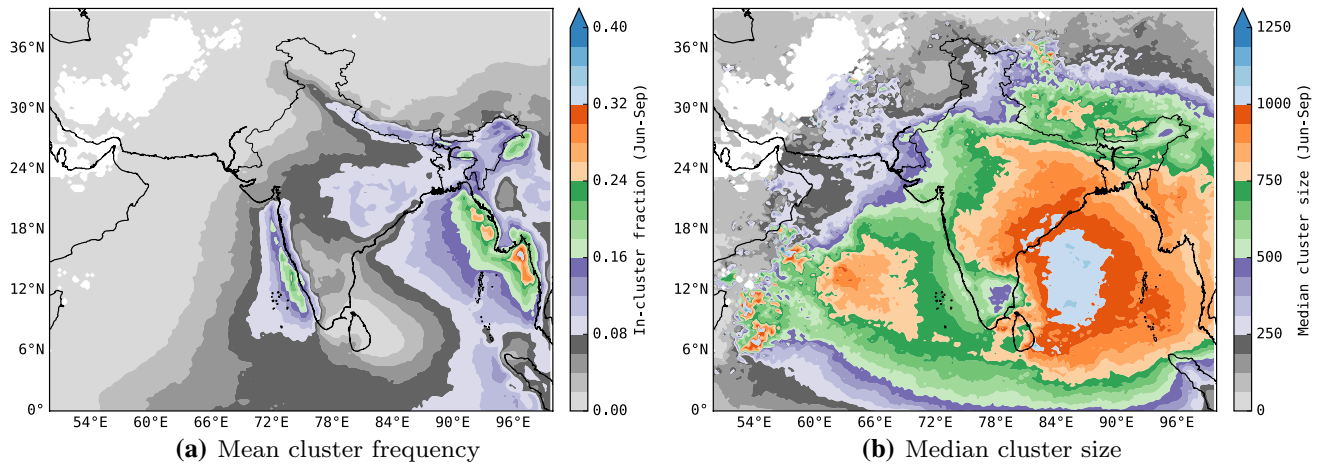 36°N
30°N
24°N
18°N
12°N
6°N
0°
54°E 60°E 66°E 72°E 78°E 84°E 90°E 96°E
0.40
0.32
0.24
0.16
0.08
0.00
In-cluster fraction (Jun-Sep)
(a) Mean cluster frequency
36°N
30°N
24°N
18°N
12°N
6°N
0°
54°E 60°E 66°E 72°E 78°E 84°E 90°E 96°E
1250
1000
750
500
250
0
Median cluster size (Jun-Sep)
(b) Median cluster size